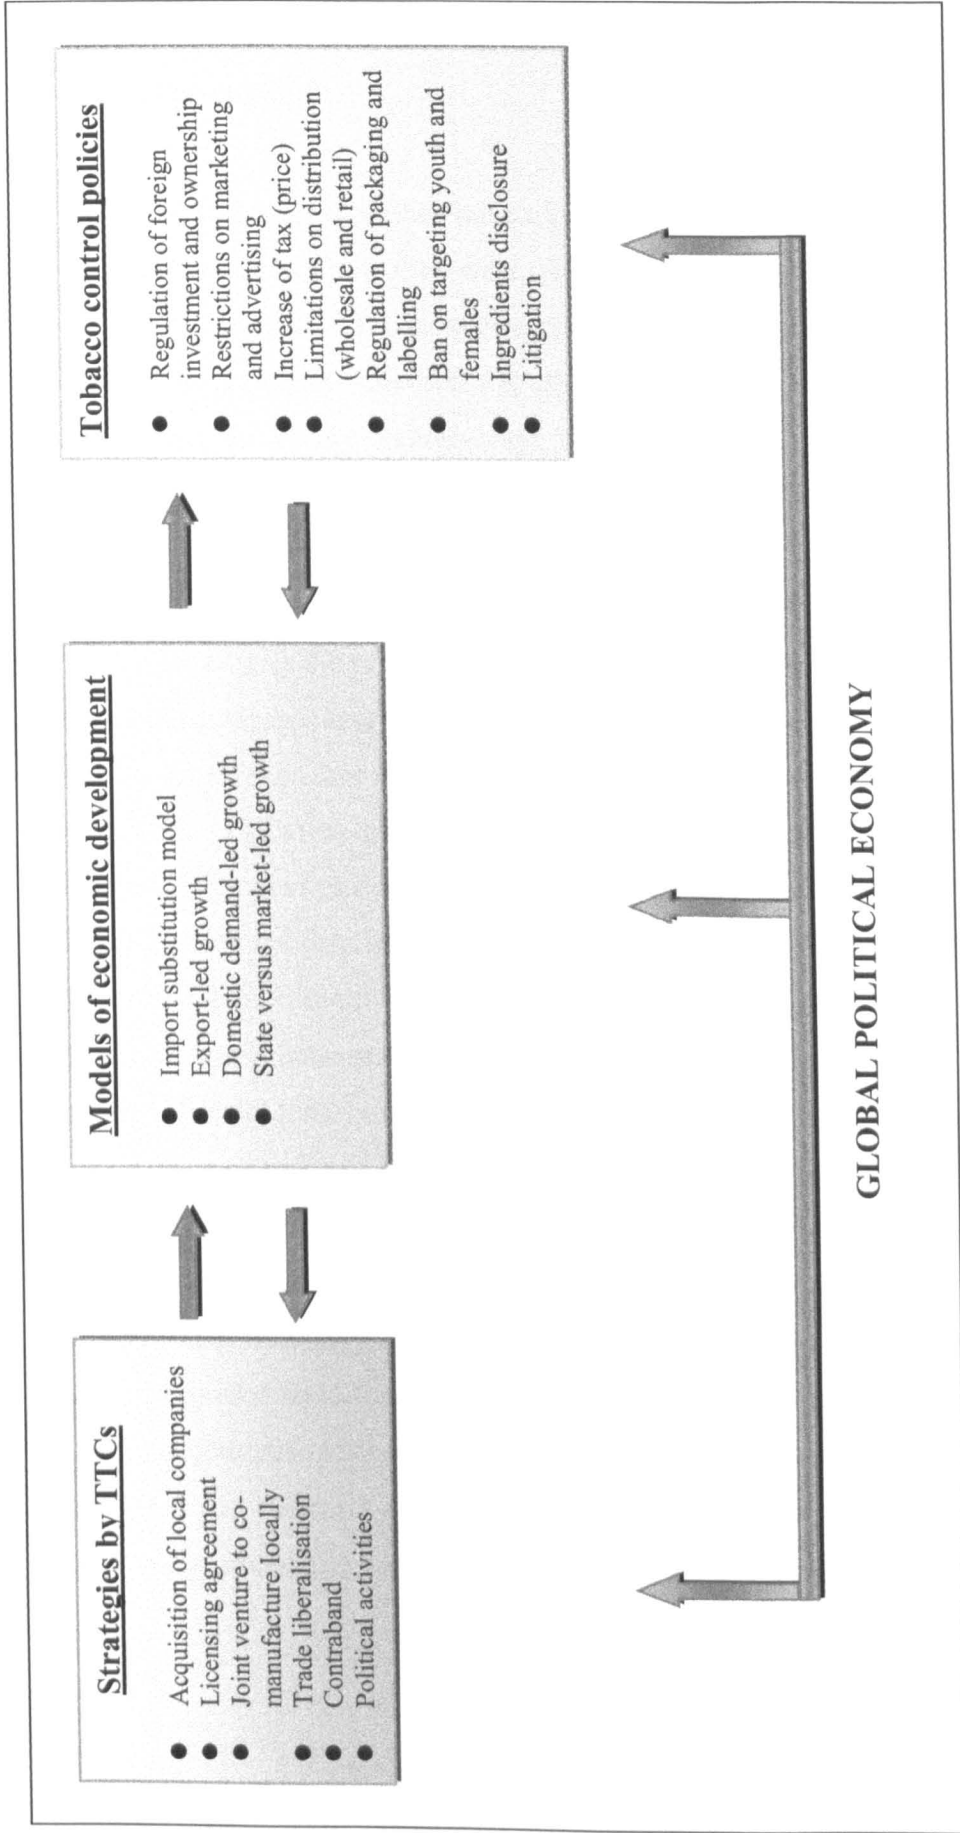 Strategies by TTCs
● Acquisition of local companies
● Licensing agreement
● Joint venture to co-
manufacture locally
● Trade liberalisation
● Contraband
● Political activities
Models of economic development
● Import substitution model
● Export-led growth
● Domestic demand-led growth
● State versus market-led growth
Tobacco control policies
● Regulation of foreign
investment and ownership
● Restrictions on marketing
and advertising
● Increase of tax (price)
● Limitations on distribution
(wholesale and retail)
● Regulation of packaging and
labelling
● Ban on targeting youth and
females
● Ingredients disclosure
● Litigation
GLOBAL POLITICAL ECONOMY